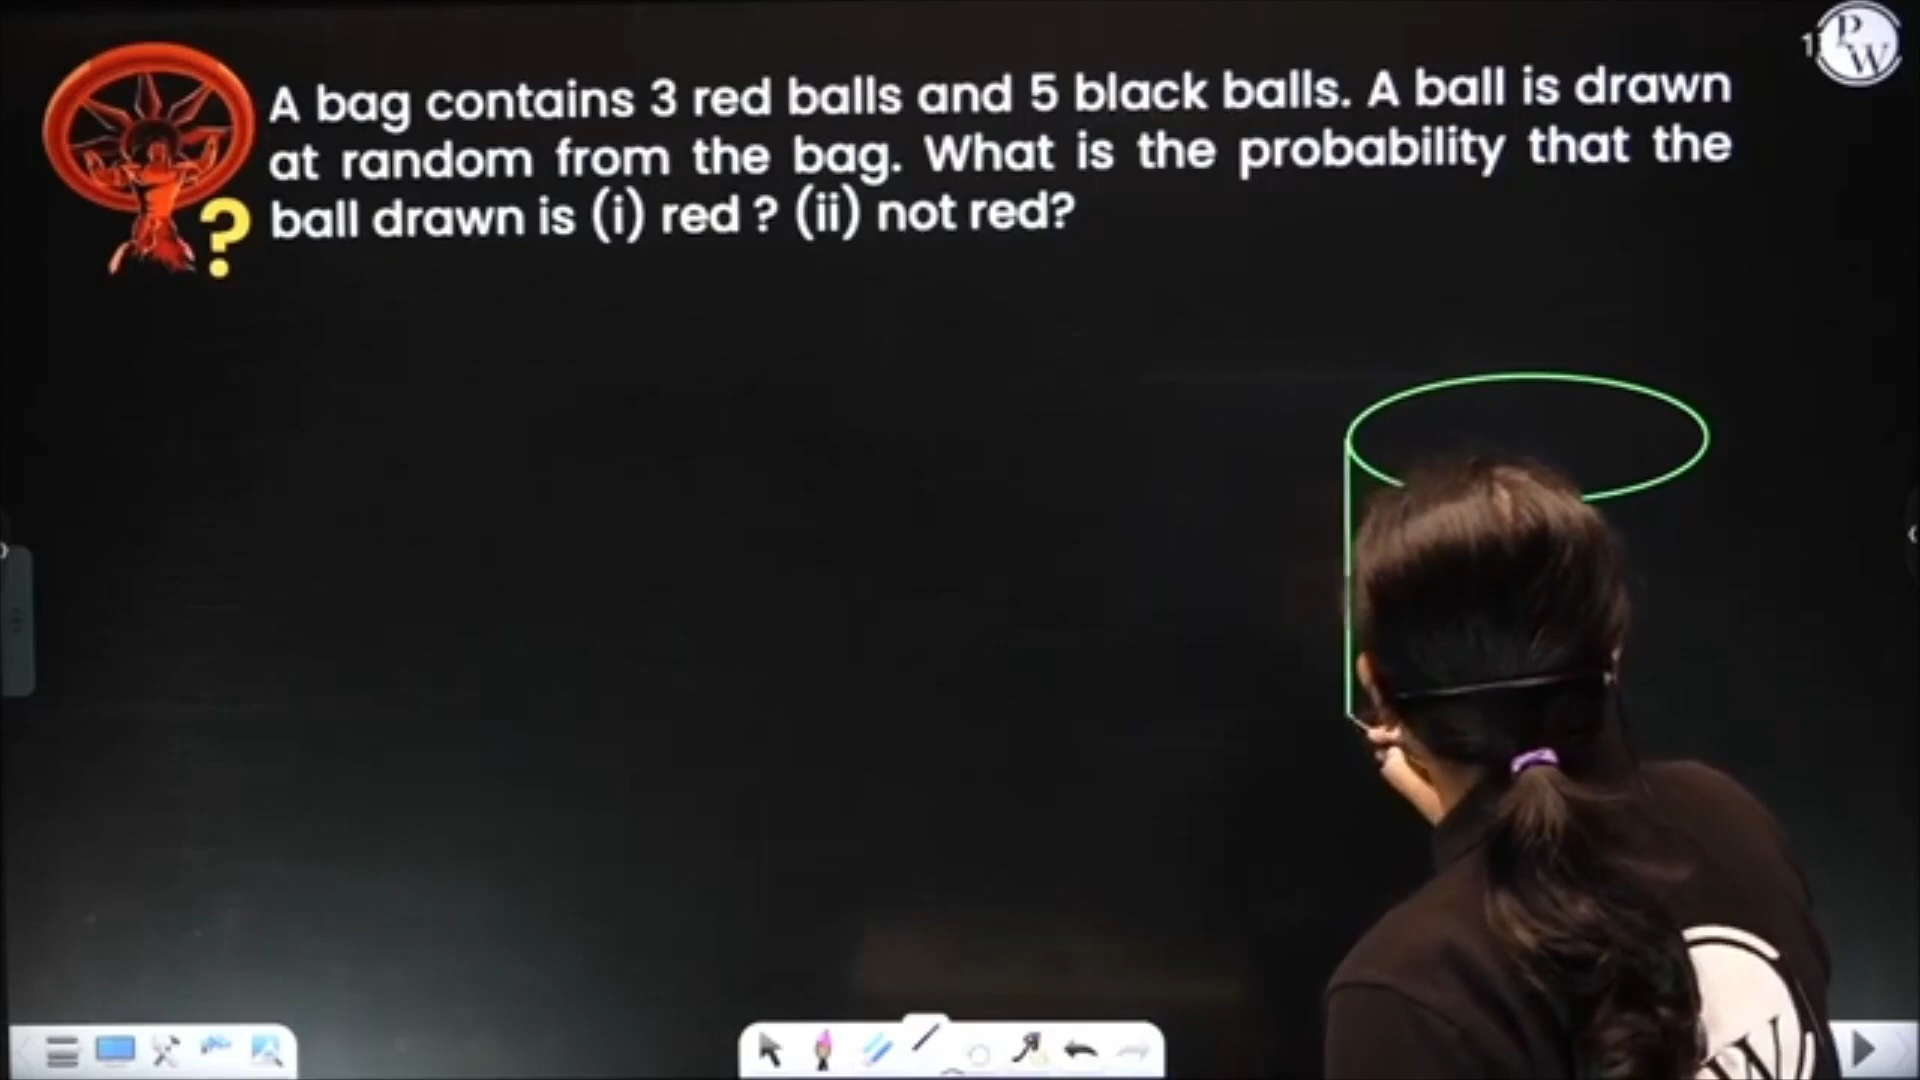 A bag contains 3 red balls and 5 black balls. A ball is drawn
at random from the bag. What is the probability that the
ball drawn is (i) red ? (ii) not red?
?
PW
W